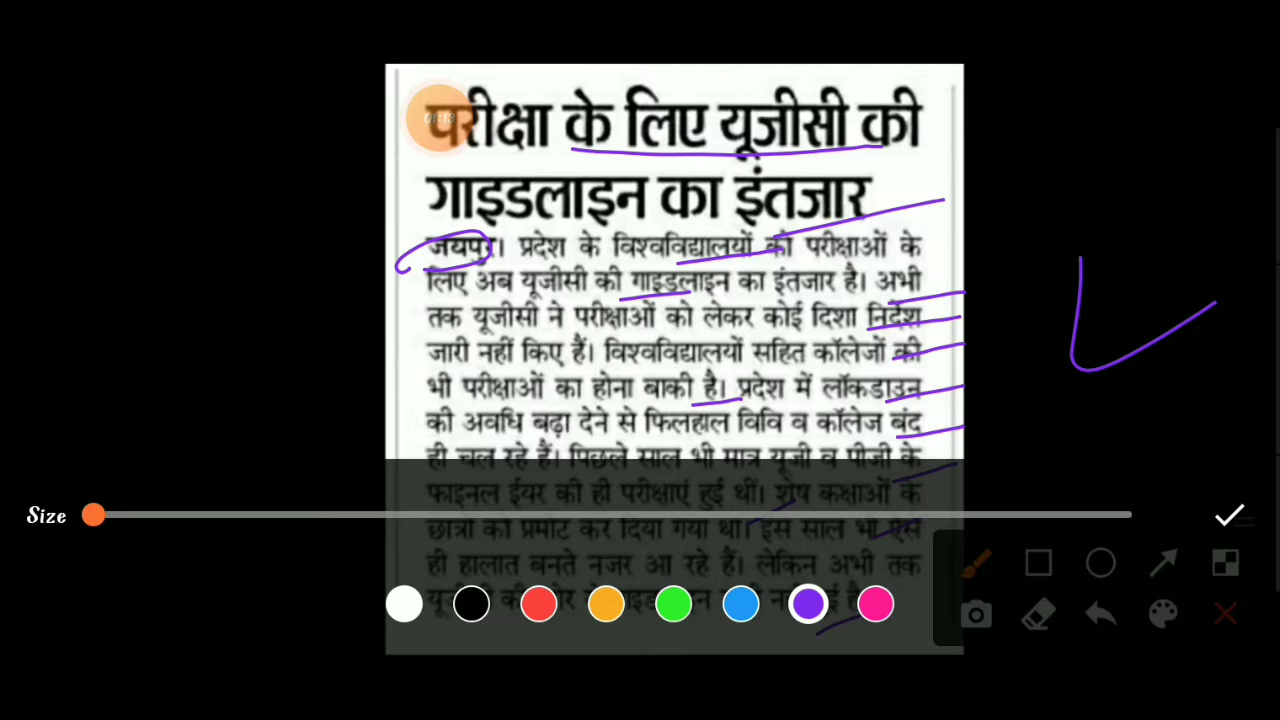 परीक्षा के लिए यूजीसी की
गाइडलाइन का इंतजार
जयपुर। प्रदेश के विश्वविद्यालयों को परीक्षाओं के
लिए अब यूजीसी की गाइडलाइन का इंतजार है। अभी
तक यूजीसी ने परीक्षाओं को लेकर कोई दिशा निर्देश
जारी नहीं किए हैं। विश्वविद्यालयों सहित कॉलेजों की
भी परीक्षाओं का होना बाकी है। प्रदेश में लॉकडाउन
की अवधि बढ़ा देने से फिलहाल विवि व कॉलेज बंद
ही चल रहे हैं। पिछले साल भी मात्र यूजी व पीजी के
फाइनल ईयर की ही परीक्षाएं हुई थीं। शेष कक्षाओं के
Size
छात्रों को प्रमोट कर दिया गया था। इस साल भी ऐसे
ही हालात बनते नजर आ रहे हैं। लेकिन अभी तक
यूजीसी की